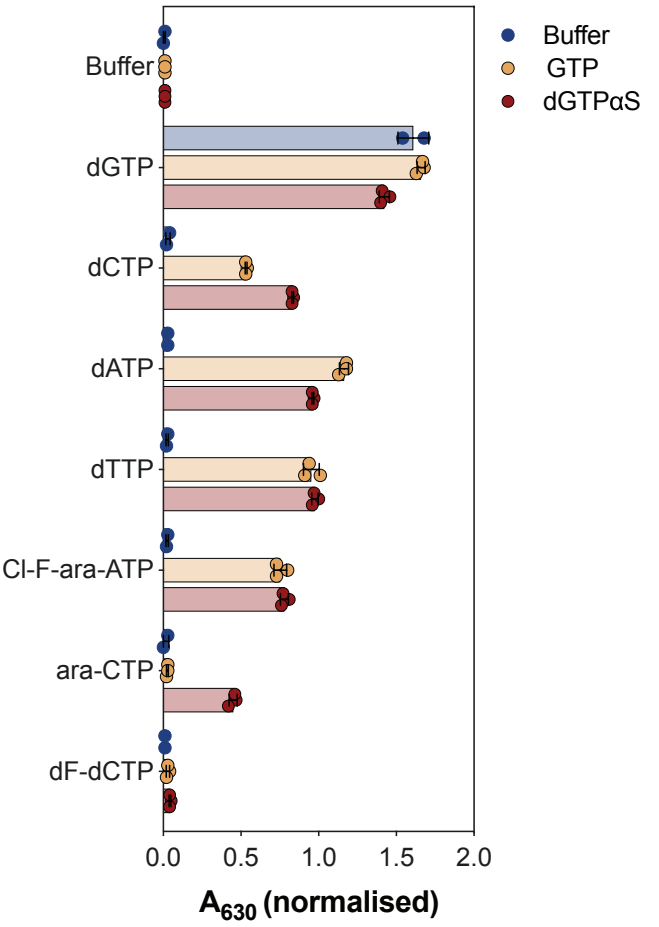 Buffer
GTP
dGTPαS
Buffer
dGTP
dCTP
dATP
dTTP
Cl-F-ara-ATP
ara-CTP
dF-dCTP
0.0 0.5 1.0 1.5 2.0
A630 (normalised)